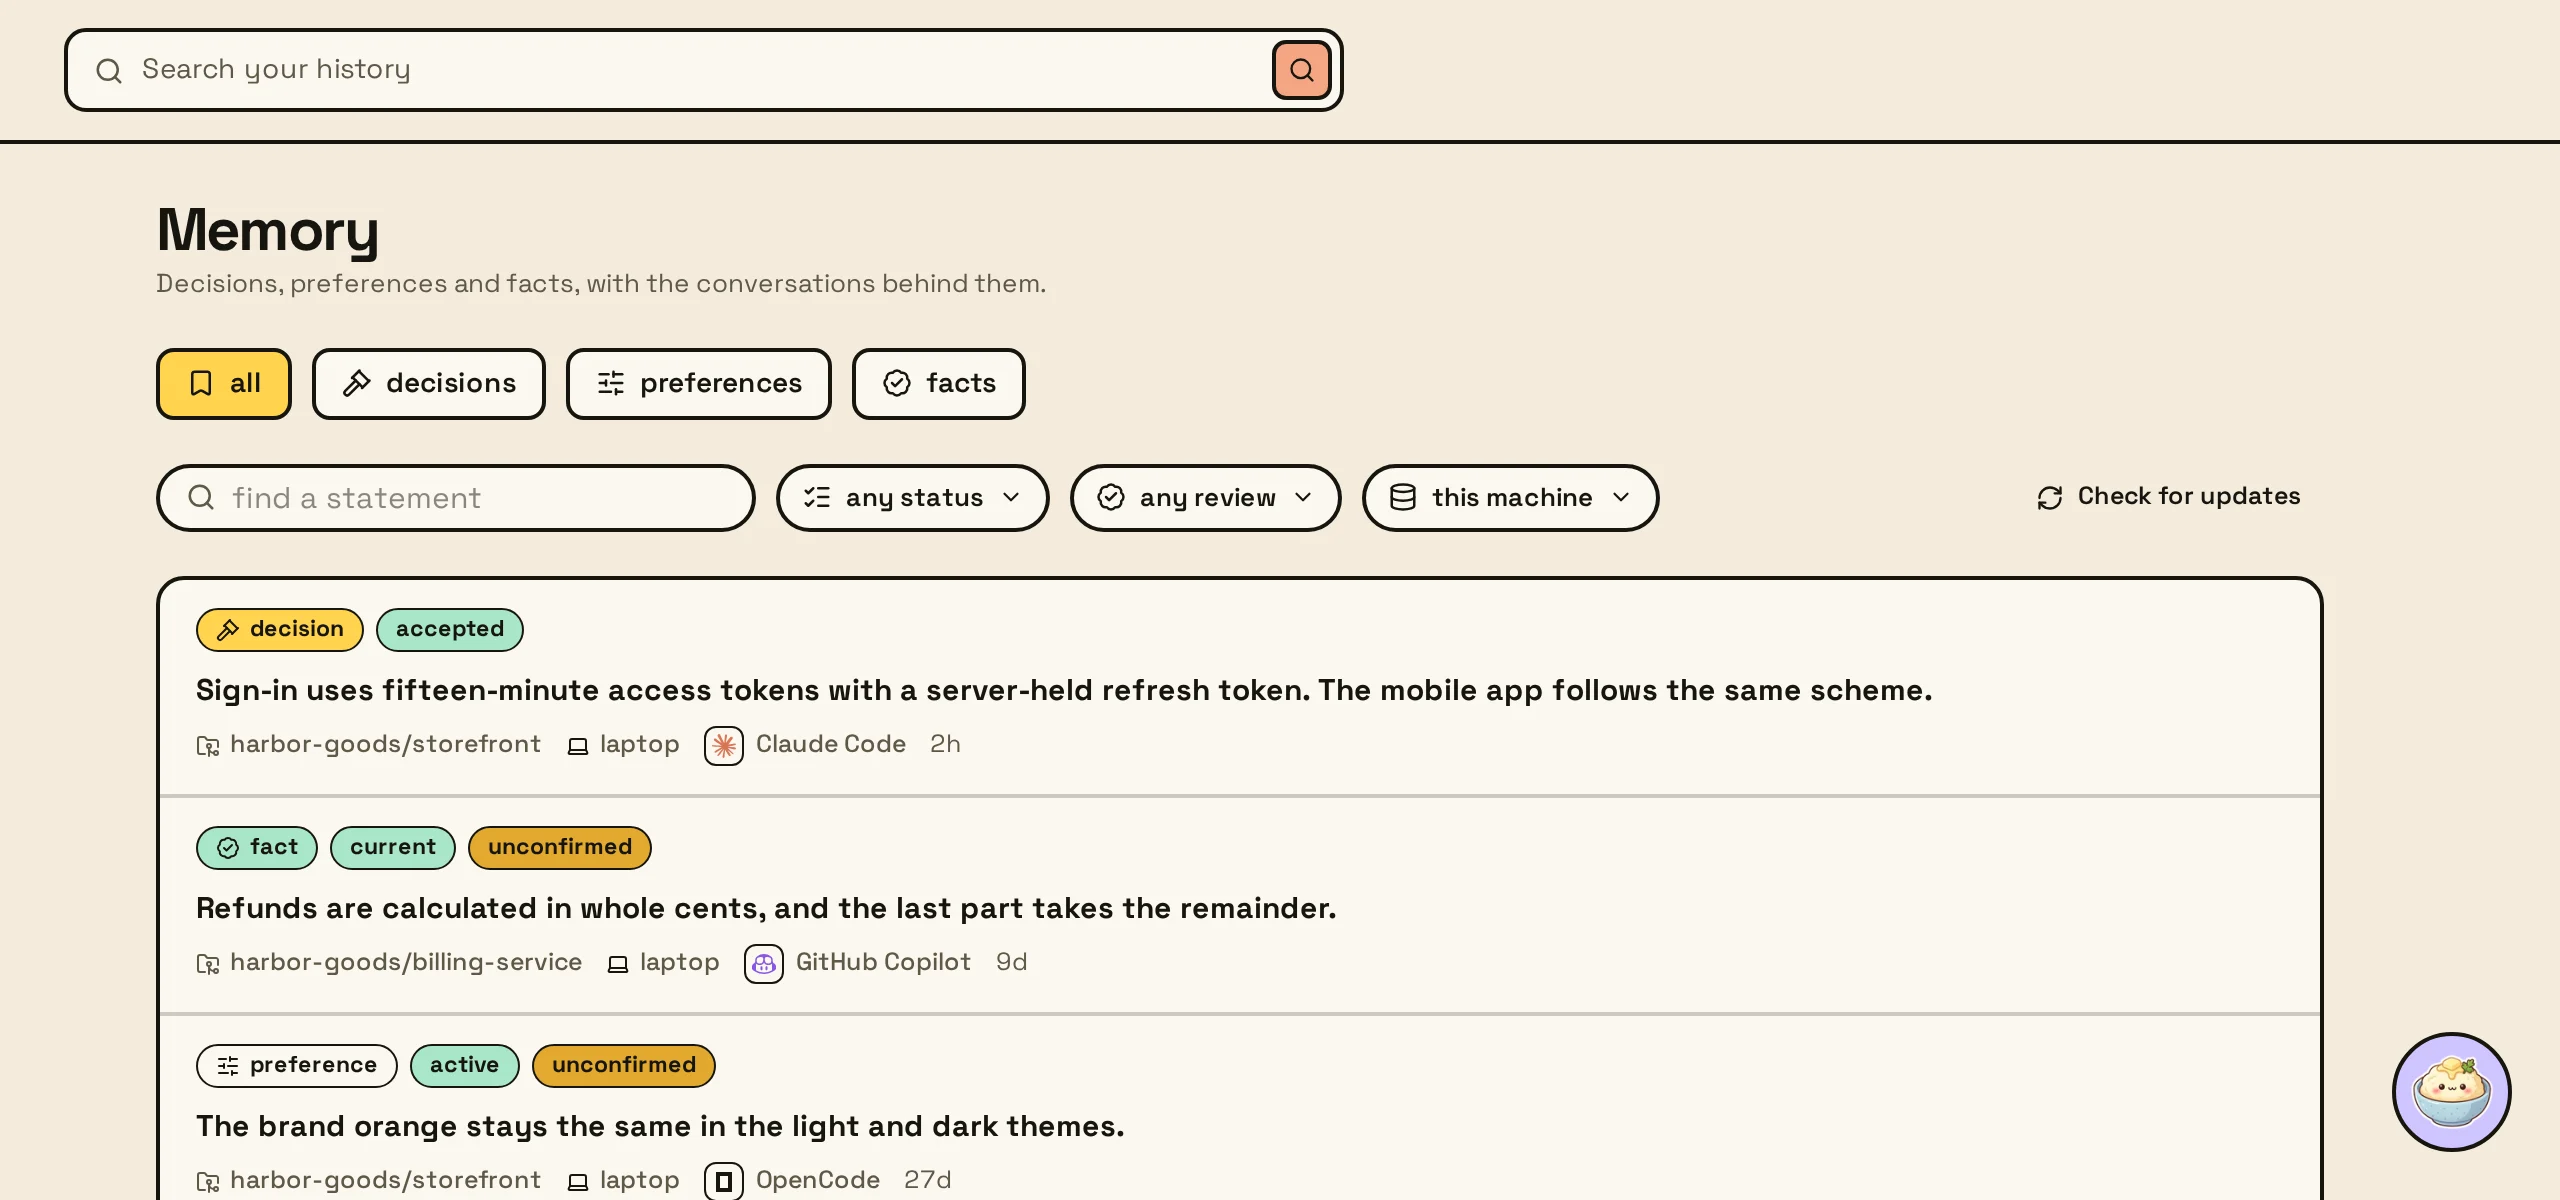 Search your history
Memory
Decisions, preferences and facts, with the conversations behind them.
all decisions preferences facts
find a statement any status any review this machine Check for updates
decision accepted
Sign-in uses fifteen-minute access tokens with a server-held refresh token. The mobile app follows the same scheme.
harbor-goods/storefront laptop Claude Code 2h
fact current unconfirmed
Refunds are calculated in whole cents, and the last part takes the remainder.
harbor-goods/billing-service laptop GitHub Copilot 9d
preference active unconfirmed
The brand orange stays the same in the light and dark themes.
harbor-goods/storefront laptop OpenCode 27d